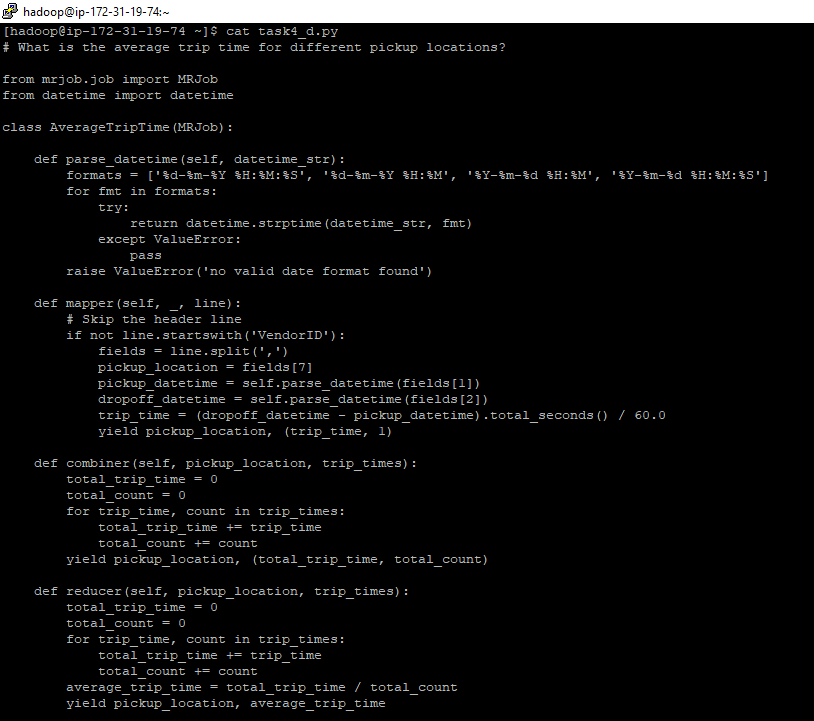 hadoop@ip-172-31-19-74:~
[hadoop@ip-172-31-19-74 ~]$ cat task4_d.py
# What is the average trip time for different pickup locations?

from mrjob.job import MRJob
from datetime import datetime

class AverageTripTime(MRJob):

    def parse_datetime(self, datetime_str):
        formats = ['%d-%m-%Y %H:%M:%S', '%d-%m-%Y %H:%M', '%Y-%m-%d %H:%M', '%Y-%m-%d %H:%M:%S']
        for fmt in formats:
            try:
                return datetime.strptime(datetime_str, fmt)
            except ValueError:
                pass
        raise ValueError('no valid date format found')

    def mapper(self, _, line):
        # Skip the header line
        if not line.startswith('VendorID'):
            fields = line.split(',')
            pickup_location = fields[7]
            pickup_datetime = self.parse_datetime(fields[1])
            dropoff_datetime = self.parse_datetime(fields[2])
            trip_time = (dropoff_datetime - pickup_datetime).total_seconds() / 60.0
            yield pickup_location, (trip_time, 1)

    def combiner(self, pickup_location, trip_times):
        total_trip_time = 0
        total_count = 0
        for trip_time, count in trip_times:
            total_trip_time += trip_time
            total_count += count
        yield pickup_location, (total_trip_time, total_count)

    def reducer(self, pickup_location, trip_times):
        total_trip_time = 0
        total_count = 0
        for trip_time, count in trip_times:
            total_trip_time += trip_time
            total_count += count
        average_trip_time = total_trip_time / total_count
        yield pickup_location, average_trip_time